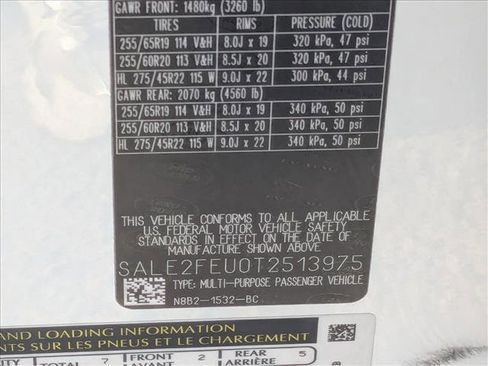 GAWR FRONT: 1480kg (3260 lb)
TIRES RIMS PRESSURE (COLD)
255/65R19 114 V&H 8.0J x 19 320 kPa, 47 psi
255/60R20 113 V&H 8.5J x 20 320 kPa, 47 psi
HL 275/45R22 115 W 9.0J x 22 300 kPa, 44 psi
GAWR REAR: 2070 kg (4560 lb)
255/65R19 114 V&H 8.0J x 19 340 kPa, 50 psi
255/60R20 113 V&H 8.5J x 20 340 kPa, 50 psi
HL 275/45R22 115 W 9.0J x 22 340 kPa, 50 psi
THIS VEHICLE CONFORMS TO ALL APPLICABLE
U.S. FEDERAL MOTOR VEHICLE SAFETY STANDARDS
IN EFFECT ON THE DATE OF MANUFACTURE SHOWN ABOVE
SALE2FEU0T2513975
TYPE: MULTI-PURPOSE PASSENGER VEHICLE
N8B2-1532-BC
AND LOADING INFORMATION
SUR LES PNEUS ET LE CHARGEMENT
TOTAL 7 FRONT 2 REAR 5
ARRIÈRE